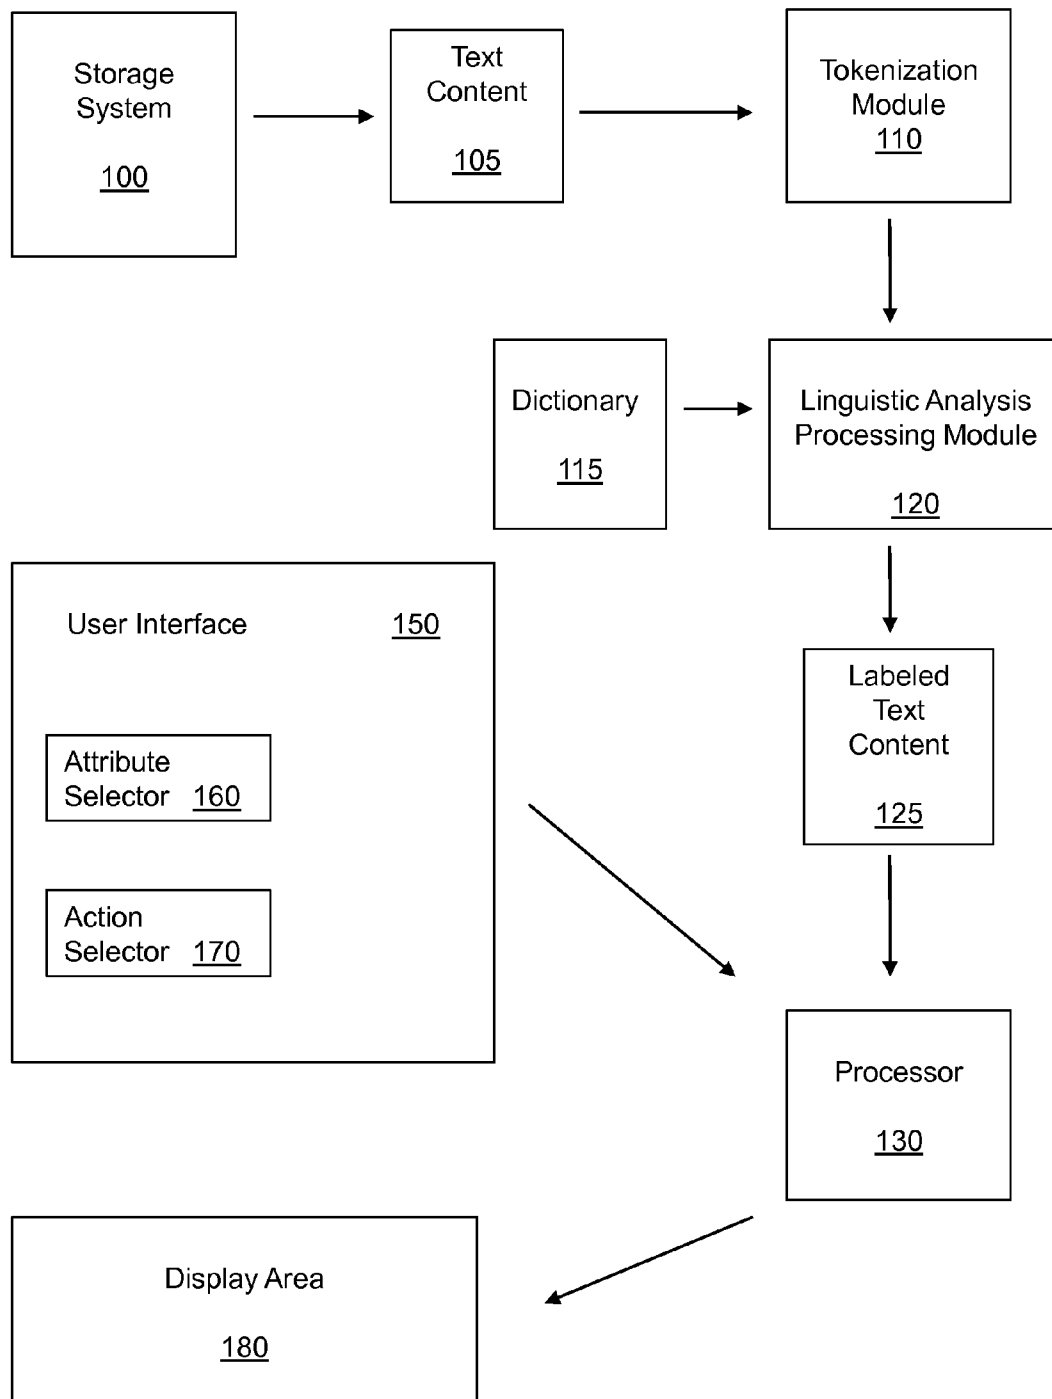 Storage
System
100
Text
Content
105
Tokenization
Module
110
Dictionary
115
Linguistic Analysis
Processing Module
120
User Interface 150
Attribute
Selector 160
Action
Selector 170
Labeled
Text
Content
125
Processor
130
Display Area
180